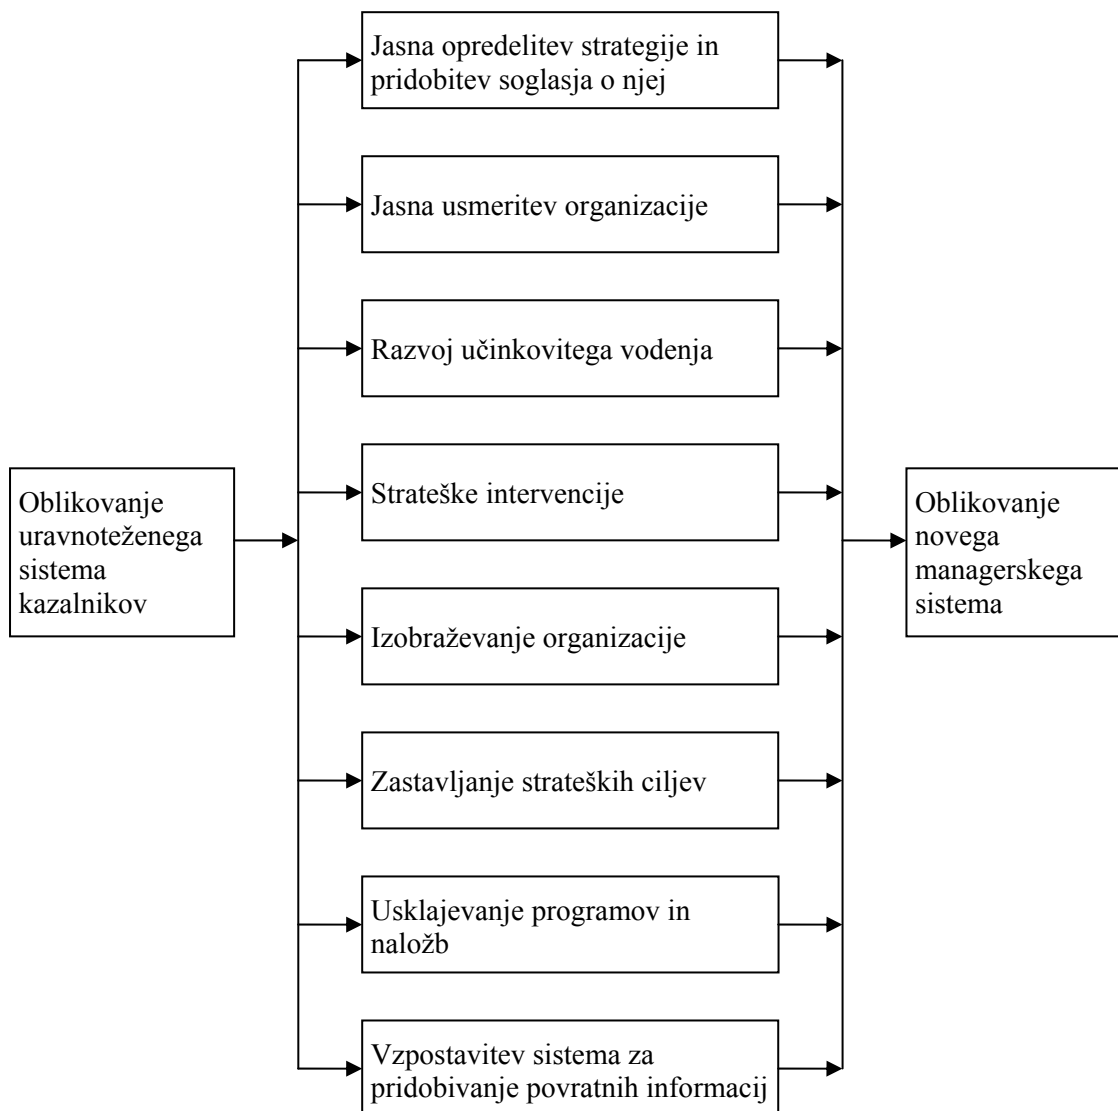 Jasna opredelitev strategije in
pridobitev soglasja o njej
Jasna usmeritev organizacije
Razvoj učinkovitega vodenja
Strateške intervencije
Oblikovanje
uravnoteženega
sistema
kazalnikov
Oblikovanje
novega
managerskega
sistema
Izobraževanje organizacije
Zastavljanje strateških ciljev
Usklajevanje programov in
naložb
Vzpostavitev sistema za
pridobivanje povratnih informacij